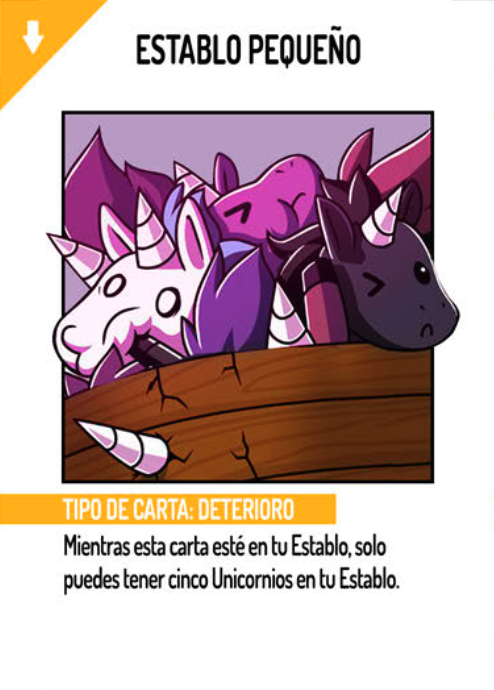 ESTABLO PEQUEÑO
TIPO DE CARTA: DETERIORO
Mientras esta carta esté en tu Establo, solo
puedes tener cinco Unicornios en tu Establo.